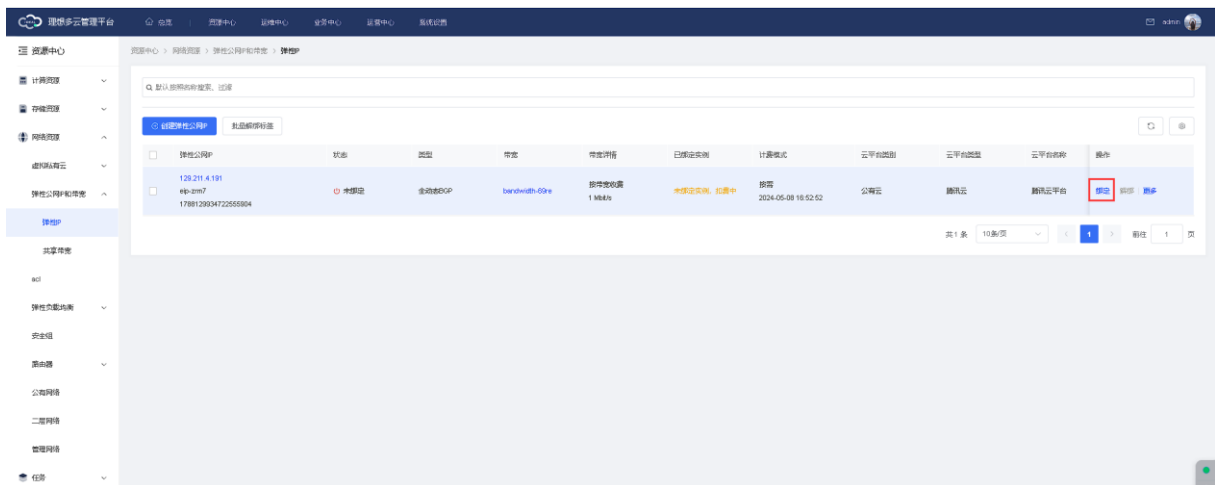 理想多云管理平台
总览
资源中心
运维中心
业务中心
运营中心
系统设置
admin
资源中心
资源中心 > 网络资源 > 弹性公网IP和带宽 > 弹性IP
计算资源
存储资源
网络资源
虚拟私有云
弹性公网IP和带宽
弹性IP
共享带宽
acl
弹性负载均衡
安全组
路由器
公有网络
二层网络
管理网络
任务
默认按照名称搜索、过滤
创建弹性公网IP
批量解绑标签
弹性公网IP 状态 类型 带宽 带宽详情 已绑定实例 计费模式 云平台类别 云平台类型 云平台名称 操作
129.211.4.191
eip-zrm7
1788129934722555904
未绑定
全动态BGP
bandwidth-69re
按带宽收费
1 Mbit/s
未绑定实例, 扣费中
按需
2024-05-08 16:52:52
公有云
腾讯云
腾讯云平台
绑定 解绑 更多
共 1 条 10条/页 < 1 > 前往 1 页